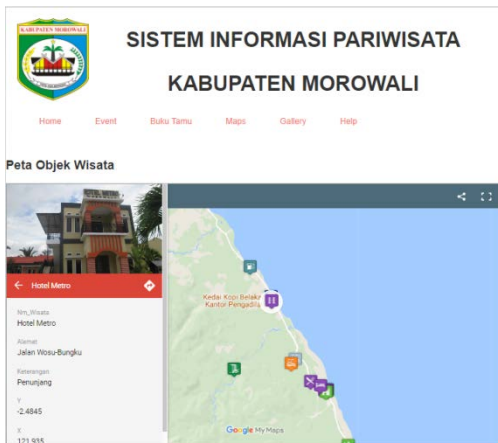 KABUPATEN MOROWALI
SISTEM INFORMASI PARIWISATA
KABUPATEN MOROWALI
Home Event Buku Tamu Maps Gallery Help
Peta Objek Wisata
Hotel Metro
Nm_Wisata
Hotel Metro
Alamat
Jalan Wosu-Bungku
Keterangan
Penunjang
Y
-2.4845
X
121.935
Kedai Kopi Belaka
Kantor Pengadila
Google My Maps